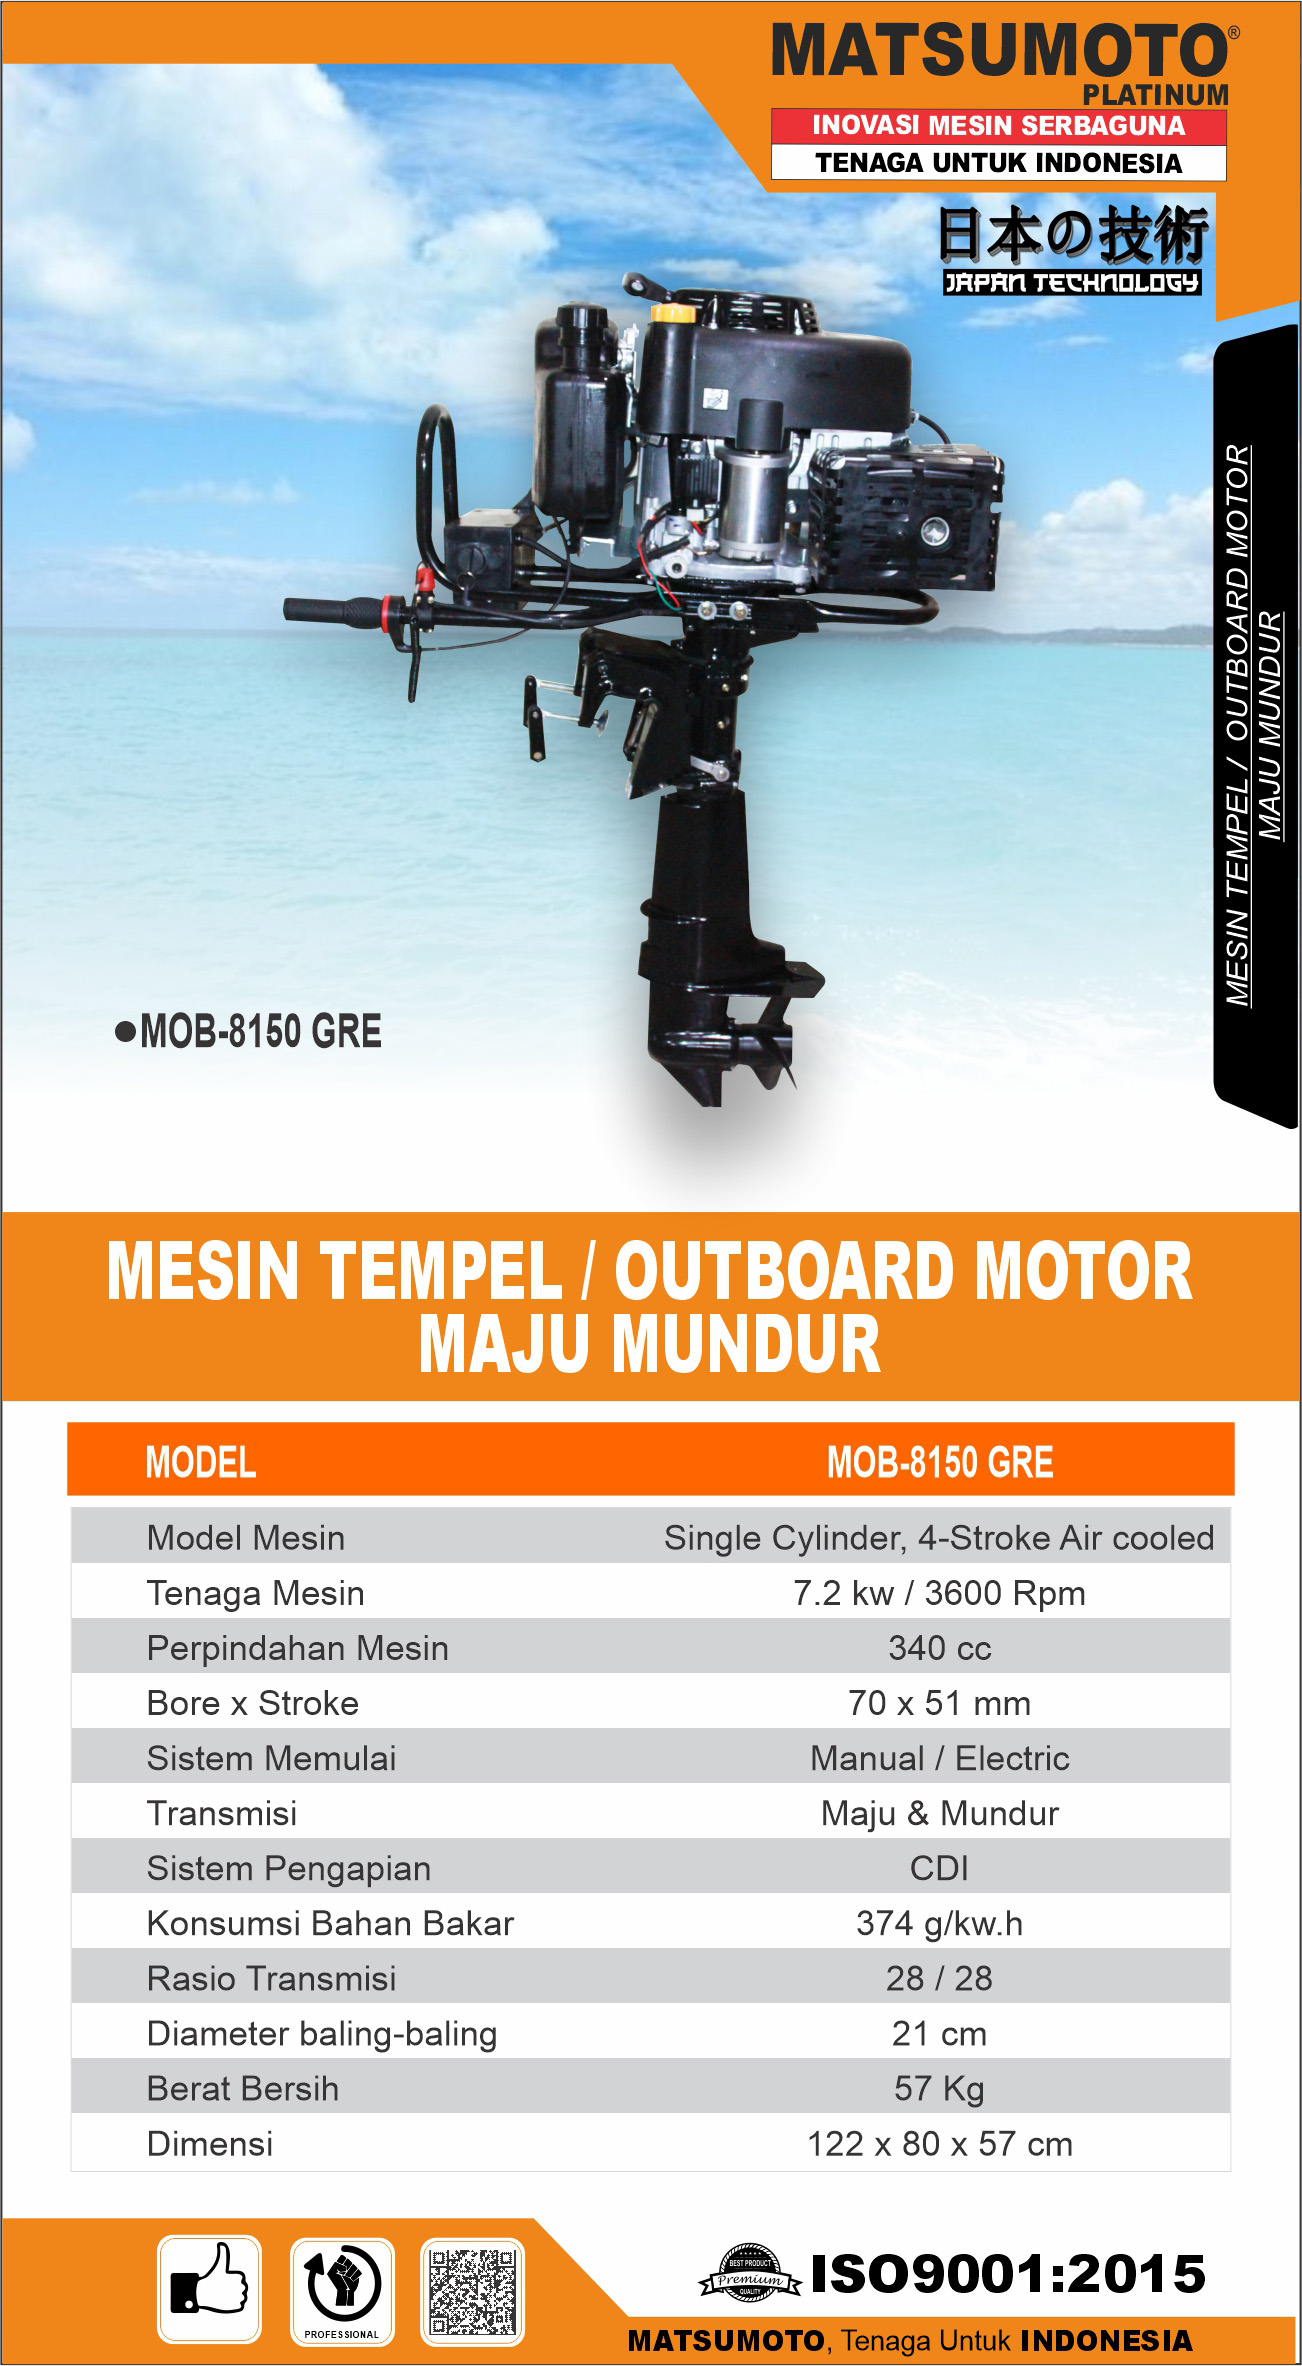 MATSUMOTO®
PLATINUM
INOVASI MESIN SERBAGUNA
TENAGA UNTUK INDONESIA
日本の技術
JAPAN TECHNOLOGY
MESIN TEMPEL / OUTBOARD MOTOR
MAJU MUNDUR
●MOB-8150 GRE
MESIN TEMPEL / OUTBOARD MOTOR
MAJU MUNDUR
MODEL MOB-8150 GRE
Model Mesin Single Cylinder, 4-Stroke Air cooled
Tenaga Mesin 7.2 kw / 3600 Rpm
Perpindahan Mesin 340 cc
Bore x Stroke 70 x 51 mm
Sistem Memulai Manual / Electric
Transmisi Maju & Mundur
Sistem Pengapian CDI
Konsumsi Bahan Bakar 374 g/kw.h
Rasio Transmisi 28 / 28
Diameter baling-baling 21 cm
Berat Bersih 57 Kg
Dimensi 122 x 80 x 57 cm
PROFESSIONAL
BEST PRODUCT
Premium
QUALITY
ISO9001:2015
MATSUMOTO, Tenaga Untuk INDONESIA